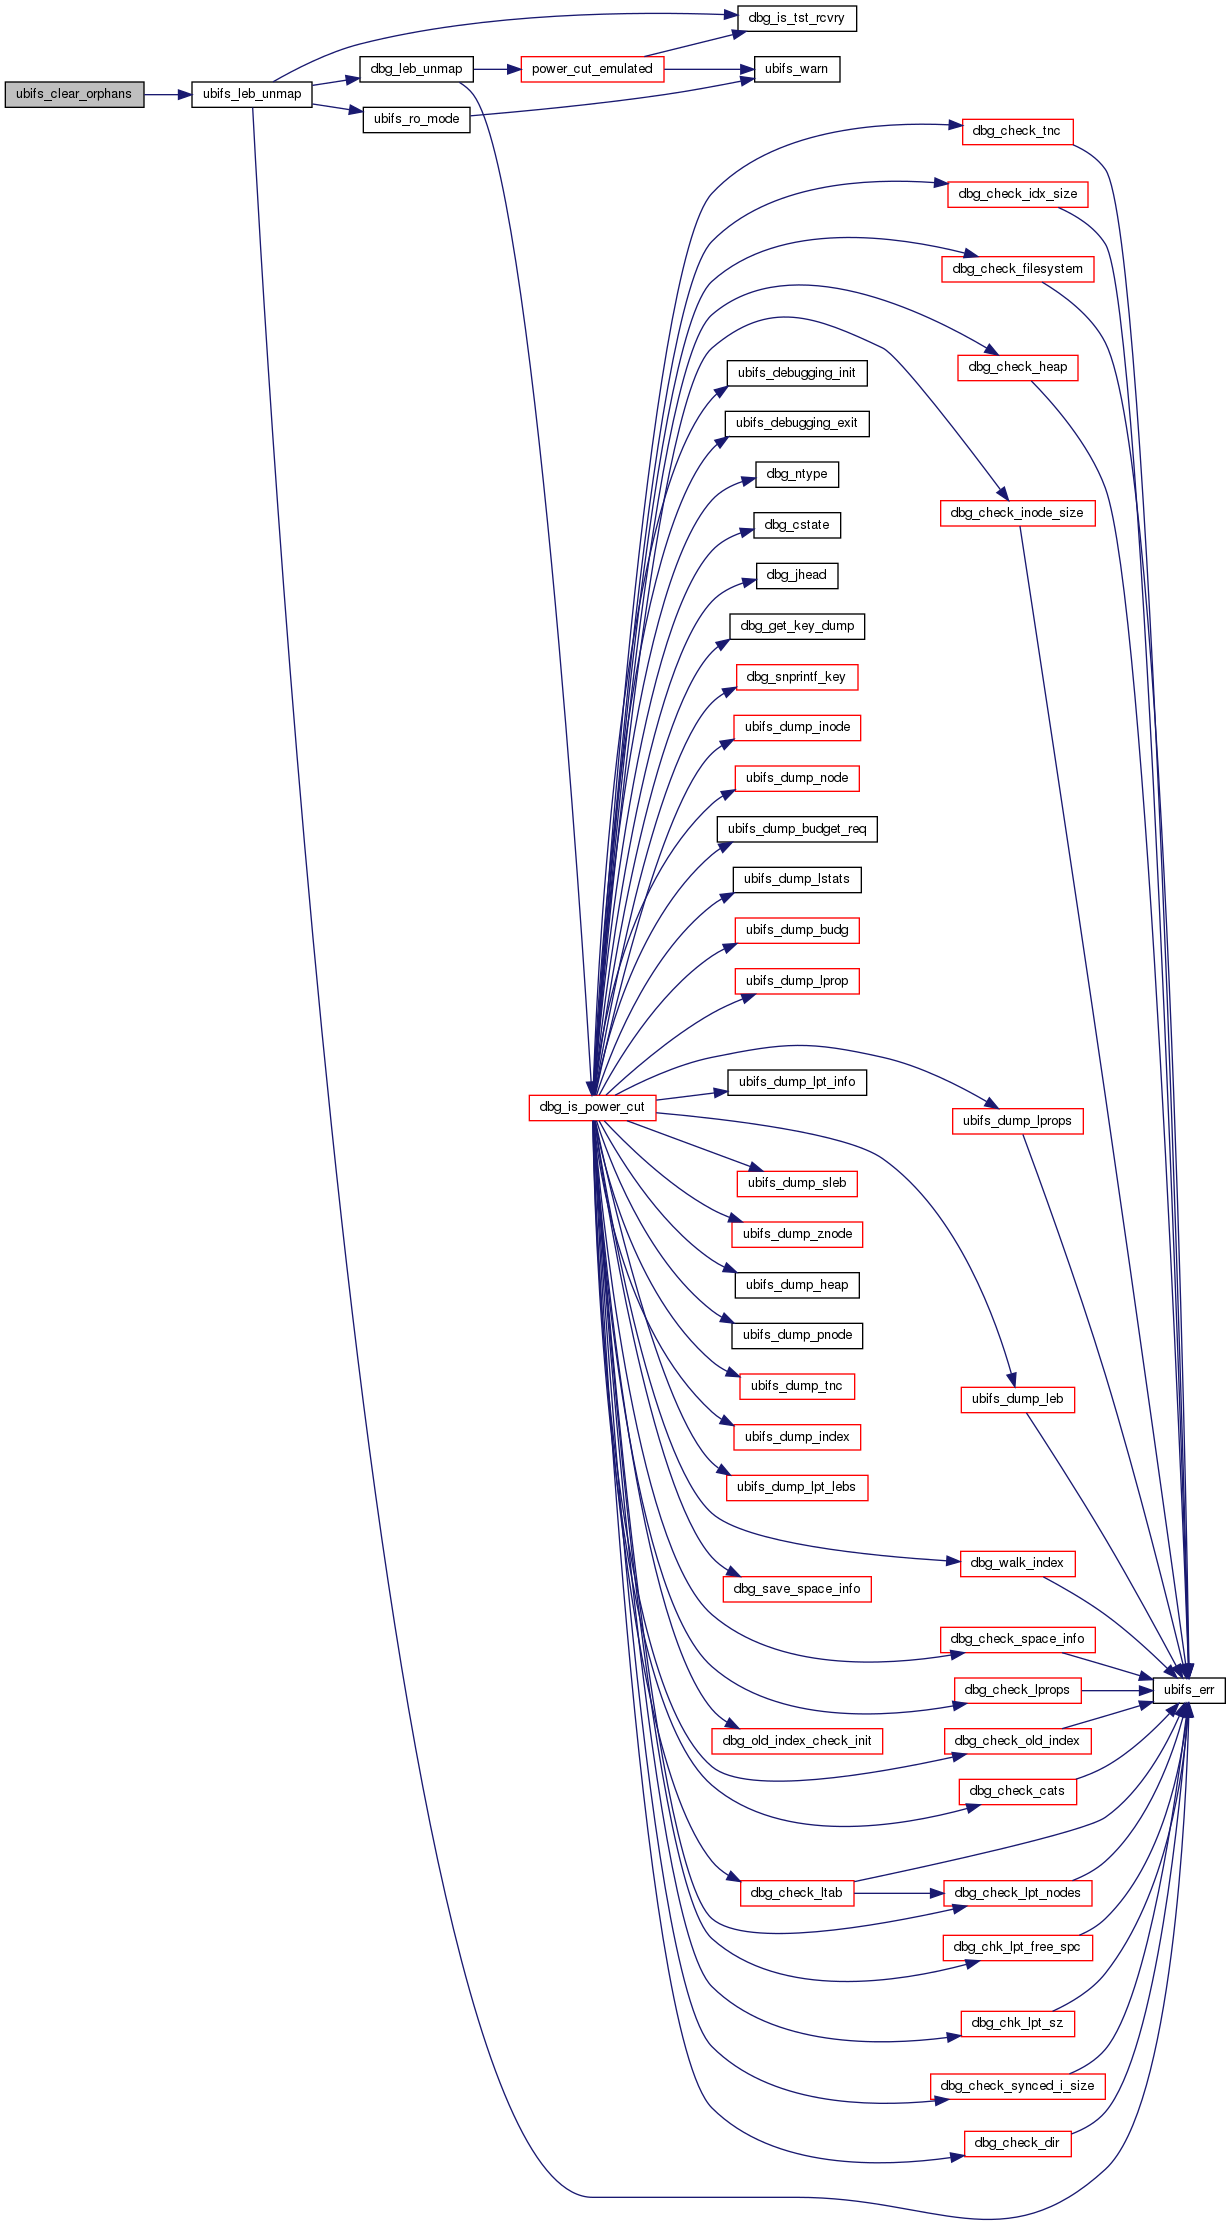 dbg_is_tst_rcvry
dbg_leb_unmap
power_cut_emulated
ubifs_warn
ubifs_clear_orphans
ubifs_leb_unmap
ubifs_ro_mode
dbg_check_tnc
dbg_check_idx_size
dbg_check_filesystem
dbg_check_heap
ubifs_debugging_init
ubifs_debugging_exit
dbg_ntype
dbg_check_inode_size
dbg_cstate
dbg_jhead
dbg_get_key_dump
dbg_snprintf_key
ubifs_dump_inode
ubifs_dump_node
ubifs_dump_budget_req
ubifs_dump_lstats
ubifs_dump_budg
ubifs_dump_lprop
ubifs_dump_lpt_info
dbg_is_power_cut
ubifs_dump_lprops
ubifs_dump_sleb
ubifs_dump_znode
ubifs_dump_heap
ubifs_dump_pnode
ubifs_dump_tnc
ubifs_dump_leb
ubifs_dump_index
ubifs_dump_lpt_lebs
dbg_walk_index
dbg_save_space_info
dbg_check_space_info
dbg_check_lprops
ubifs_err
dbg_old_index_check_init
dbg_check_old_index
dbg_check_cats
dbg_check_ltab
dbg_check_lpt_nodes
dbg_chk_lpt_free_spc
dbg_chk_lpt_sz
dbg_check_synced_i_size
dbg_check_dir